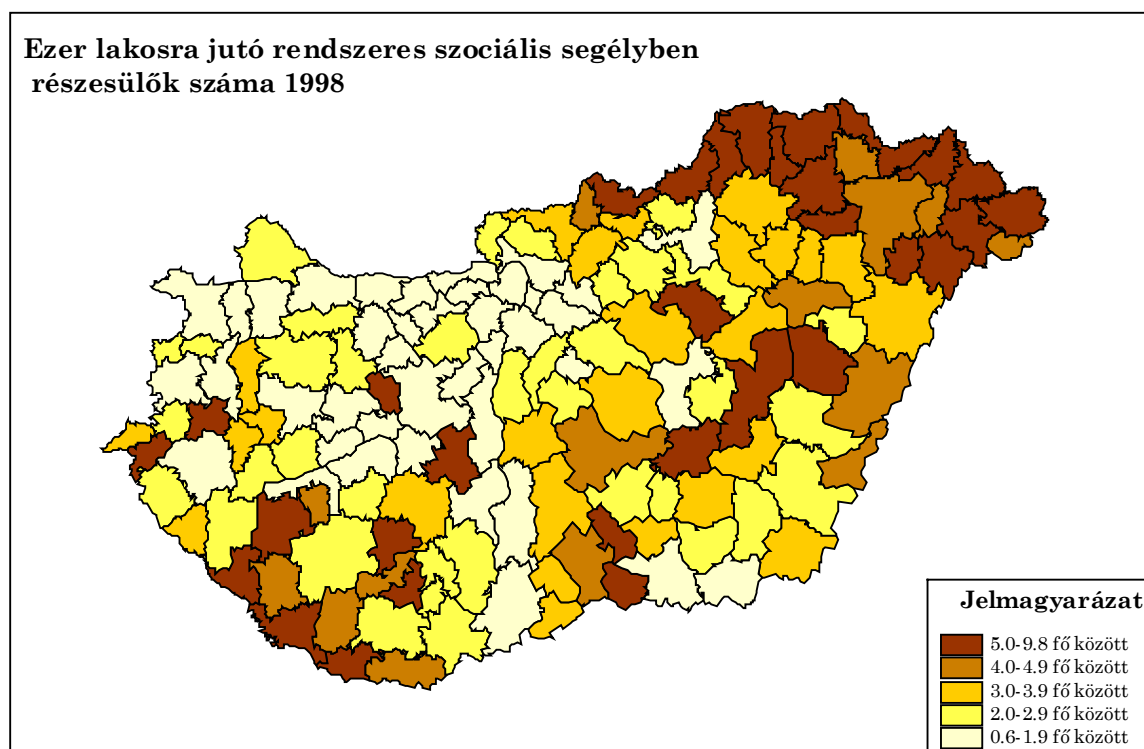 Ezer lakosra jutó rendszeres szociális segélyben
részesülők száma 1998
Jelmagyarázat
5.0-9.8 fő között
4.0-4.9 fő között
3.0-3.9 fő között
2.0-2.9 fő között
0.6-1.9 fő között